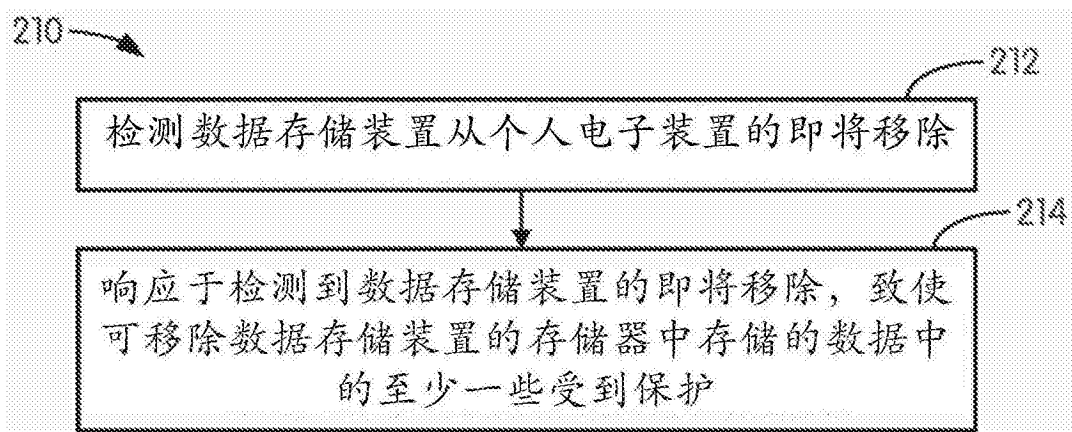 210
212
检测数据存储装置从个人电子装置的即将移除
214
响应于检测到数据存储装置的即将移除，致使
可移除数据存储装置的存储器中存储的数据中
的至少一些受到保护